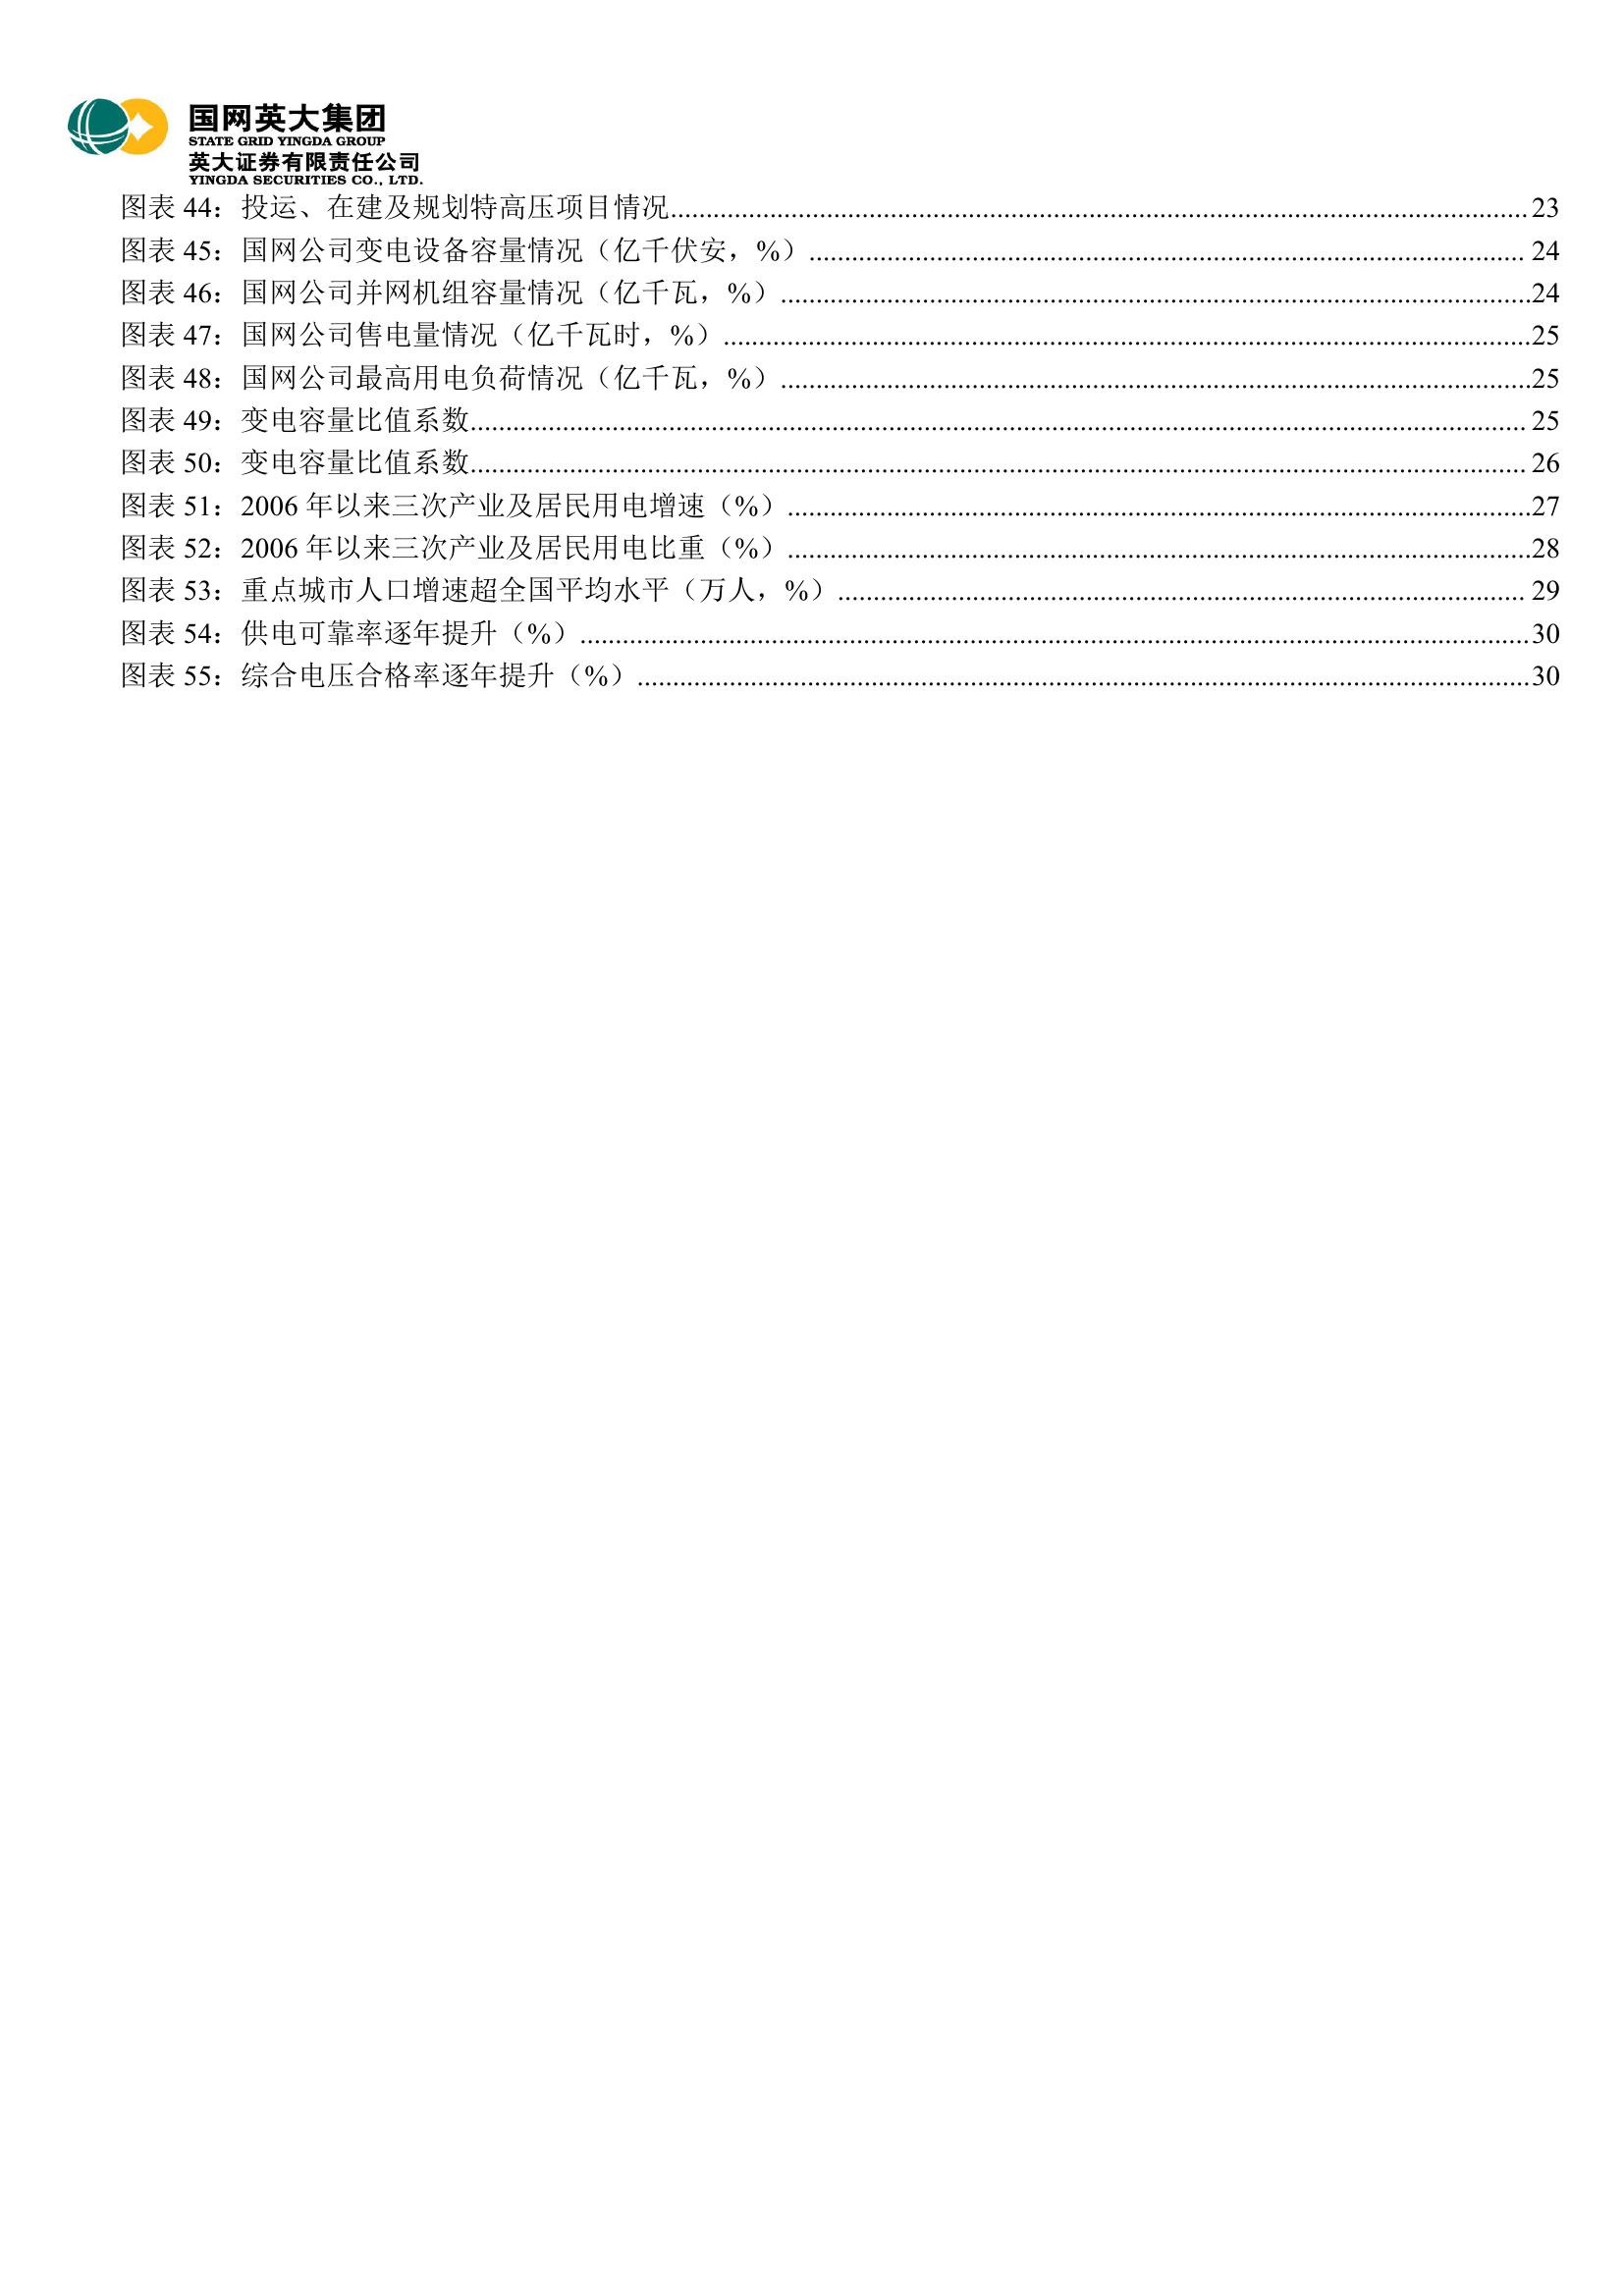 国网英大集团
STATE GRID YINGDA GROUP
英大证券有限责任公司
YINGDA SECURITIES CO., LTD.
图表 44：投运、在建及规划特高压项目情况........................................23
图表 45：国网公司变电设备容量情况（亿千伏安，%）........................................24
图表 46：国网公司并网机组容量情况（亿千瓦，%）........................................24
图表 47：国网公司售电量情况（亿千瓦时，%）........................................25
图表 48：国网公司最高用电负荷情况（亿千瓦，%）........................................25
图表 49：变电容量比值系数........................................25
图表 50：变电容量比值系数........................................26
图表 51：2006 年以来三次产业及居民用电增速（%）........................................27
图表 52：2006 年以来三次产业及居民用电比重（%）........................................28
图表 53：重点城市人口增速超全国平均水平（万人，%）........................................29
图表 54：供电可靠率逐年提升（%）........................................30
图表 55：综合电压合格率逐年提升（%）........................................30